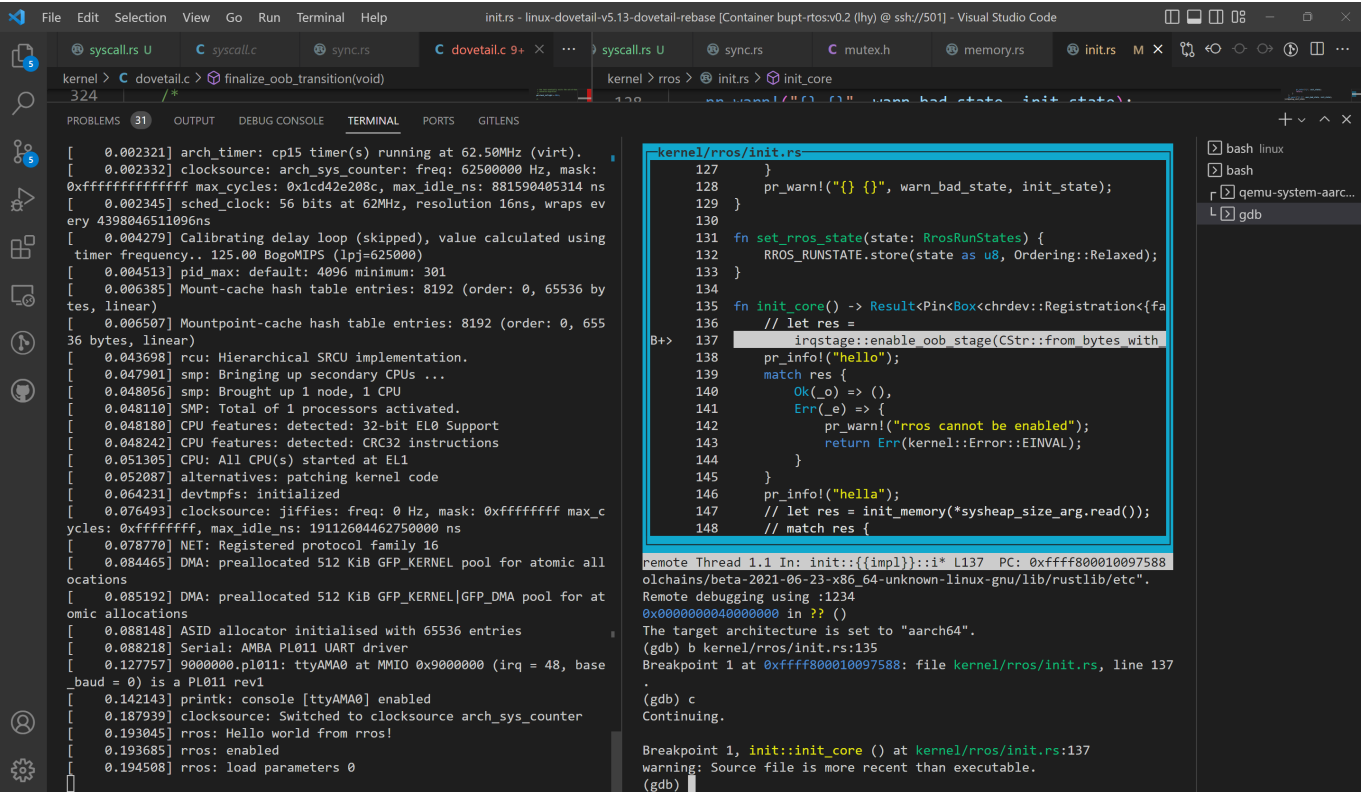 File Edit Selection View Go Run Terminal Help
init.rs - linux-dovetail-v5.13-dovetail-rebase [Container bupt-rtos:v0.2 (lhy) @ ssh://501] - Visual Studio Code
syscall.rs U syscall.c sync.rs dovetail.c 9+ syscall.rs U sync.rs mutex.h memory.rs init.rs M
kernel > dovetail.c > finalize_oob_transition(void)
kernel > rros > init.rs > init_core
324 /*
PROBLEMS 31 OUTPUT DEBUG CONSOLE TERMINAL PORTS GITLENS
[    0.002321] arch_timer: cp15 timer(s) running at 62.50MHz (virt).
[    0.002332] clocksource: arch_sys_counter: freq: 62500000 Hz, mask:
0xffffffffffffff max_cycles: 0x1cd42e208c, max_idle_ns: 881590405314 ns
[    0.002345] sched_clock: 56 bits at 62MHz, resolution 16ns, wraps ev
ery 4398046511096ns
[    0.004279] Calibrating delay loop (skipped), value calculated using
 timer frequency.. 125.00 BogoMIPS (lpj=625000)
[    0.004513] pid_max: default: 4096 minimum: 301
[    0.006385] Mount-cache hash table entries: 8192 (order: 0, 65536 by
tes, linear)
[    0.006507] Mountpoint-cache hash table entries: 8192 (order: 0, 655
36 bytes, linear)
[    0.043698] rcu: Hierarchical SRCU implementation.
[    0.047901] smp: Bringing up secondary CPUs ...
[    0.048056] smp: Brought up 1 node, 1 CPU
[    0.048110] SMP: Total of 1 processors activated.
[    0.048180] CPU features: detected: 32-bit EL0 Support
[    0.048242] CPU features: detected: CRC32 instructions
[    0.051305] CPU: All CPU(s) started at EL1
[    0.052087] alternatives: patching kernel code
[    0.064231] devtmpfs: initialized
[    0.076493] clocksource: jiffies: freq: 0 Hz, mask: 0xffffffff max_c
ycles: 0xffffffff, max_idle_ns: 19112604462750000 ns
[    0.078770] NET: Registered protocol family 16
[    0.084465] DMA: preallocated 512 KiB GFP_KERNEL pool for atomic all
ocations
[    0.085192] DMA: preallocated 512 KiB GFP_KERNEL|GFP_DMA pool for at
omic allocations
[    0.088148] ASID allocator initialised with 65536 entries
[    0.088218] Serial: AMBA PL011 UART driver
[    0.127757] 9000000.pl011: ttyAMA0 at MMIO 0x9000000 (irq = 48, base
_baud = 0) is a PL011 rev1
[    0.142143] printk: console [ttyAMA0] enabled
[    0.187939] clocksource: Switched to clocksource arch_sys_counter
[    0.193045] rros: Hello world from rros!
[    0.193685] rros: enabled
[    0.194508] rros: load parameters 0
kernel/rros/init.rs
127     }
128     pr_warn!("{} {}", warn_bad_state, init_state);
129 }
130
131 fn set_rros_state(state: RrosRunStates) {
132     RROS_RUNSTATE.store(state as u8, Ordering::Relaxed);
133 }
134
135 fn init_core() -> Result<Pin<Box<chrdev::Registration<{fa
136     // let res =
B+> 137         irqstage::enable_oob_stage(CStr::from_bytes_with_
138     pr_info!("hello");
139     match res {
140         Ok(_o) => (),
141         Err(_e) => {
142             pr_warn!("rros cannot be enabled");
143             return Err(kernel::Error::EINVAL);
144         }
145     }
146     pr_info!("hella");
147     // let res = init_memory(*sysheap_size_arg.read());
148     // match res {
remote Thread 1.1 In: init::{{impl}}::i* L137  PC: 0xffff800010097588
olchains/beta-2021-06-23-x86_64-unknown-linux-gnu/lib/rustlib/etc".
Remote debugging using :1234
0x0000000040000000 in ?? ()
The target architecture is set to "aarch64".
(gdb) b kernel/rros/init.rs:135
Breakpoint 1 at 0xffff800010097588: file kernel/rros/init.rs, line 137
.
(gdb) c
Continuing.
Breakpoint 1, init::init_core () at kernel/rros/init.rs:137
warning: Source file is more recent than executable.
(gdb)
bash linux
bash
qemu-system-aarc...
gdb
5
5